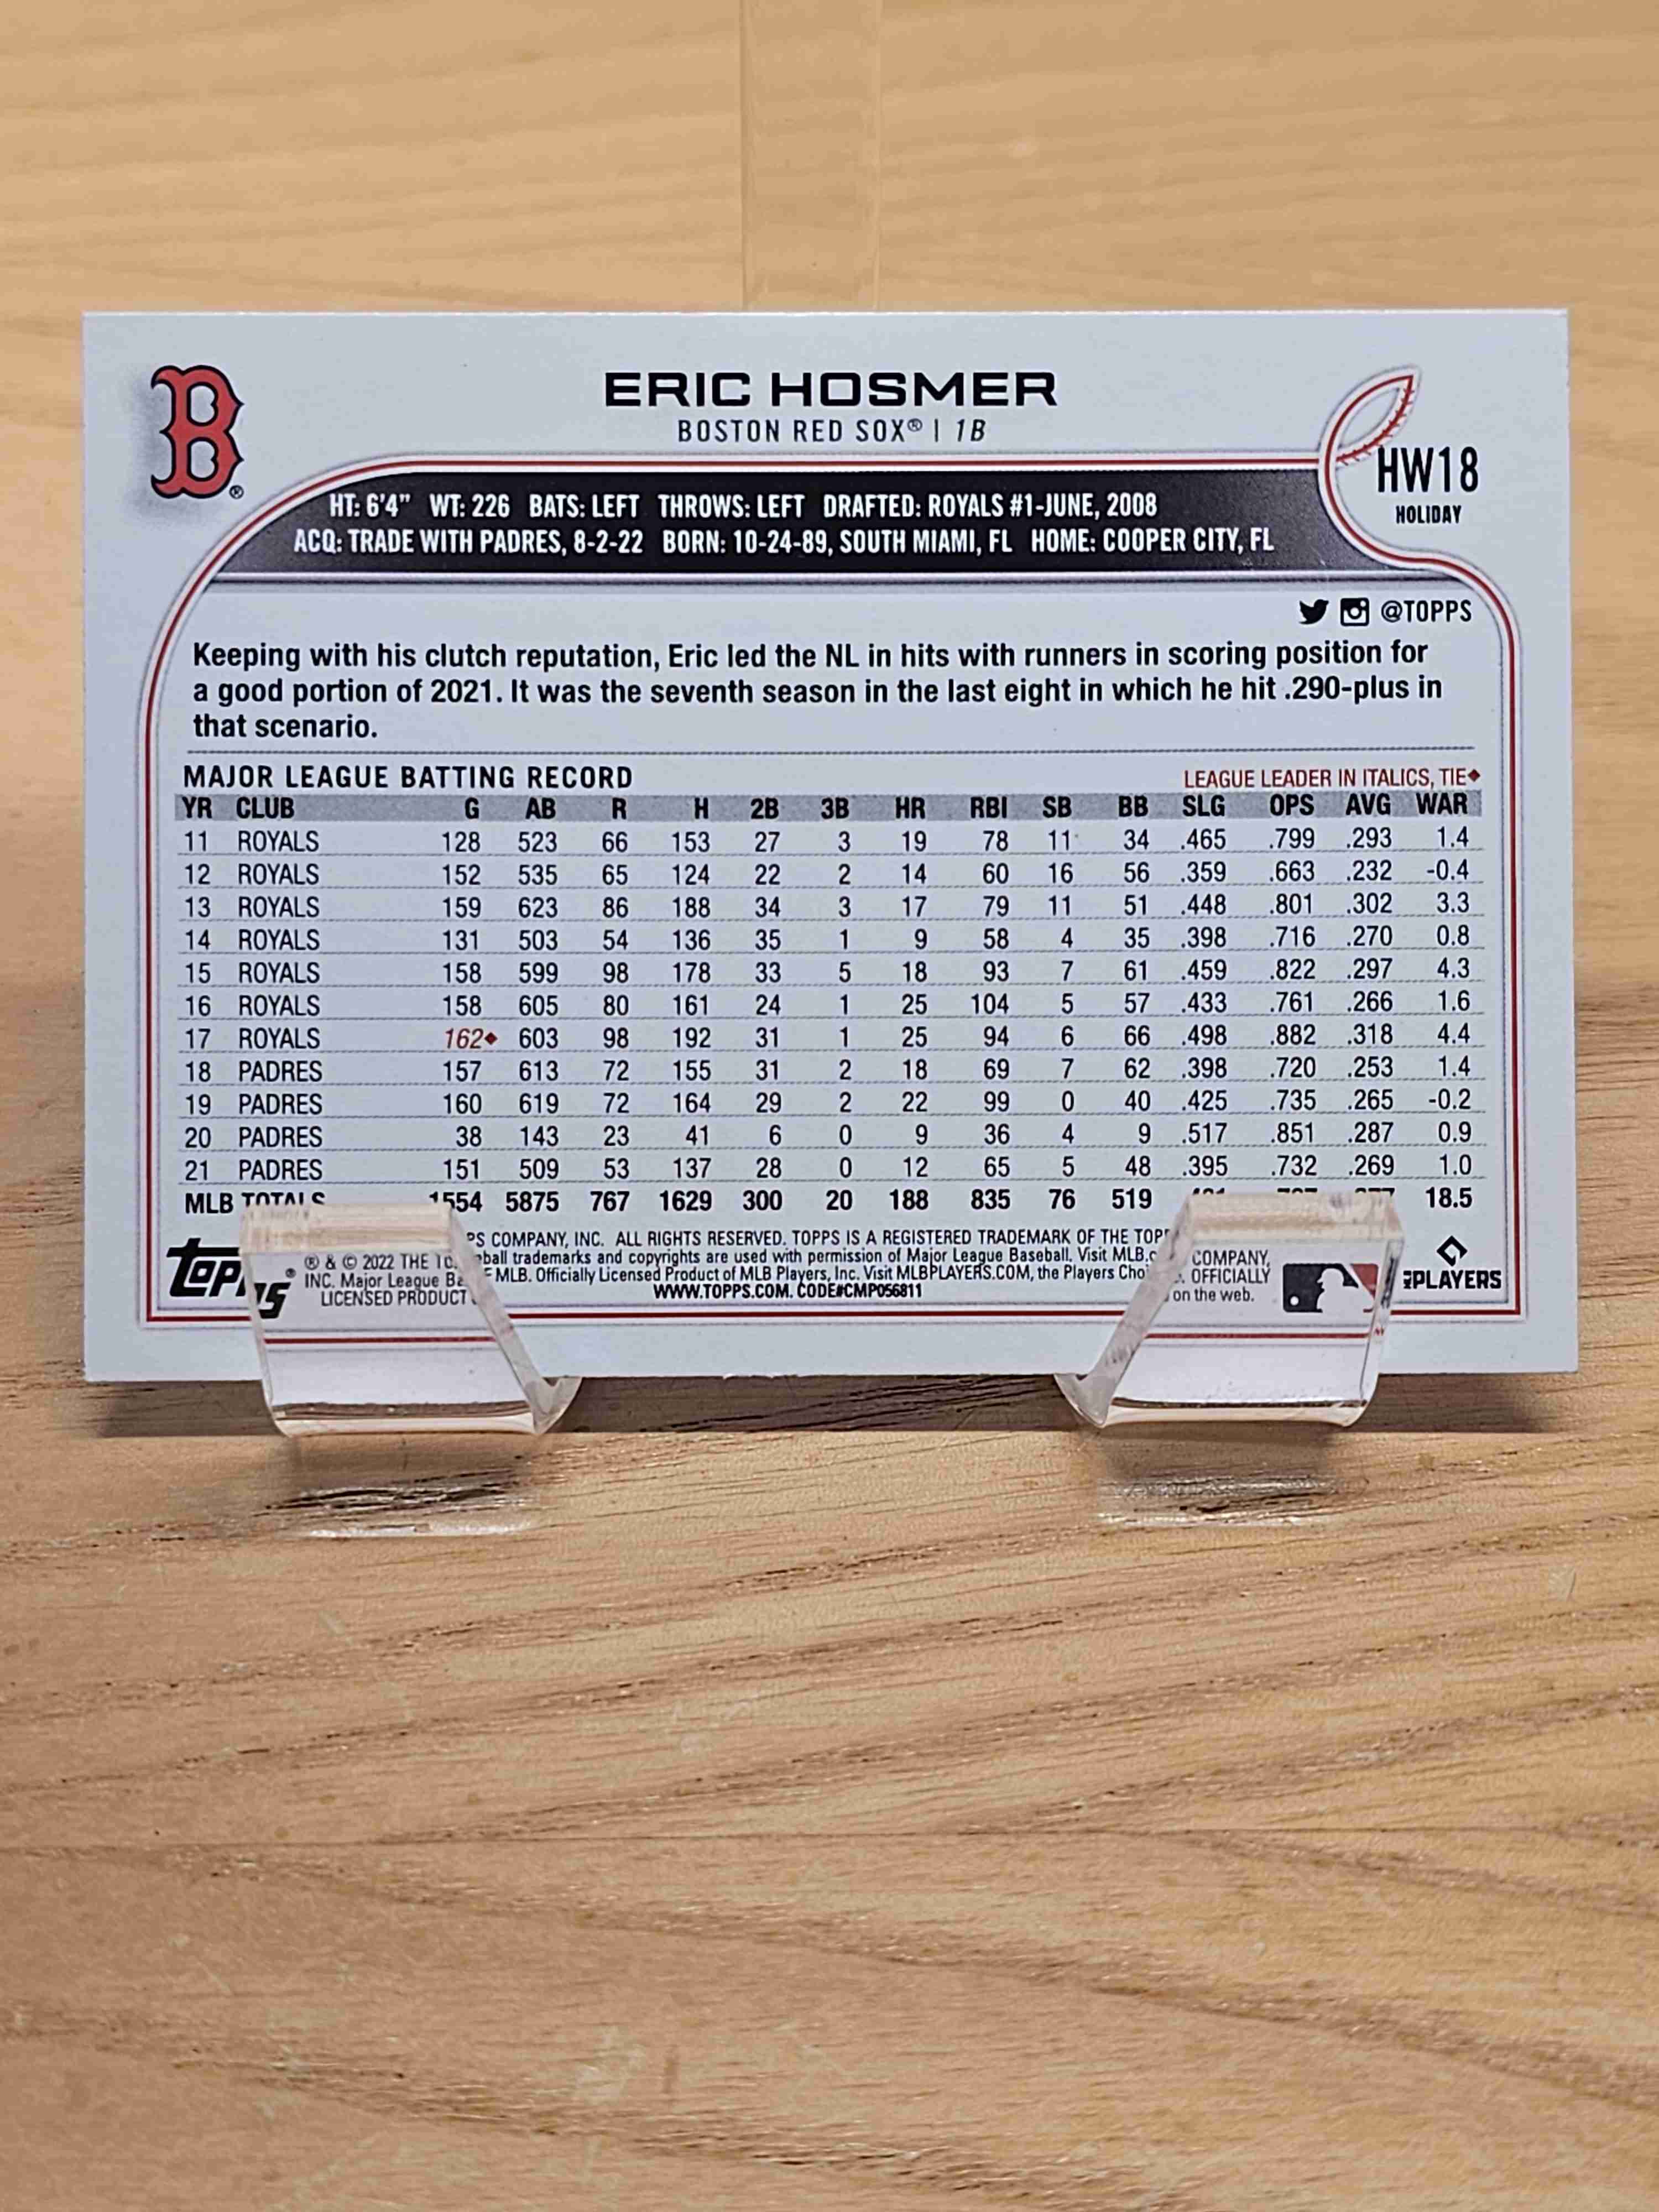 B®
ERIC HOSMER
BOSTON RED SOX® | 1B
HW18
HOLIDAY
HT: 6'4" WT: 226 BATS: LEFT THROWS: LEFT DRAFTED: ROYALS #1-JUNE, 2008
ACQ: TRADE WITH PADRES, 8-2-22 BORN: 10-24-89, SOUTH MIAMI, FL HOME: COOPER CITY, FL
@TOPPS
Keeping with his clutch reputation, Eric led the NL in hits with runners in scoring position for
a good portion of 2021. It was the seventh season in the last eight in which he hit .290-plus in
that scenario.
MAJOR LEAGUE BATTING RECORD LEAGUE LEADER IN ITALICS, TIE◆
YR CLUB G AB R H 2B 3B HR RBI SB BB SLG OPS AVG WAR
11 ROYALS 128 523 66 153 27 3 19 78 11 34 .465 .799 .293 1.4
12 ROYALS 152 535 65 124 22 2 14 60 16 56 .359 .663 .232 -0.4
13 ROYALS 159 623 86 188 34 3 17 79 11 51 .448 .801 .302 3.3
14 ROYALS 131 503 54 136 35 1 9 58 4 35 .398 .716 .270 0.8
15 ROYALS 158 599 98 178 33 5 18 93 7 61 .459 .822 .297 4.3
16 ROYALS 158 605 80 161 24 1 25 104 5 57 .433 .761 .266 1.6
17 ROYALS 162◆ 603 98 192 31 1 25 94 6 66 .498 .882 .318 4.4
18 PADRES 157 613 72 155 31 2 18 69 7 62 .398 .720 .253 1.4
19 PADRES 160 619 72 164 29 2 22 99 0 40 .425 .735 .265 -0.2
20 PADRES 38 143 23 41 6 0 9 36 4 9 .517 .851 .287 0.9
21 PADRES 151 509 53 137 28 0 12 65 5 48 .395 .732 .269 1.0
MLB TOTALS 1554 5875 767 1629 300 20 188 835 76 519 18.5
Topps®
® & © 2022 THE COMPANY, INC. ALL RIGHTS RESERVED. TOPPS IS A REGISTERED TRADEMARK OF THE COMPANY,
INC. Major League trademarks and copyrights are used with permission of Major League Baseball. Visit OFFICIALLY
LICENSED PRODUCT MLB. Officially Licensed Product of MLB Players, Inc. Visit MLBPLAYERS.COM, the Players on the web.
WWW.TOPPS.COM. CODE#CMP056811
PLAYERS